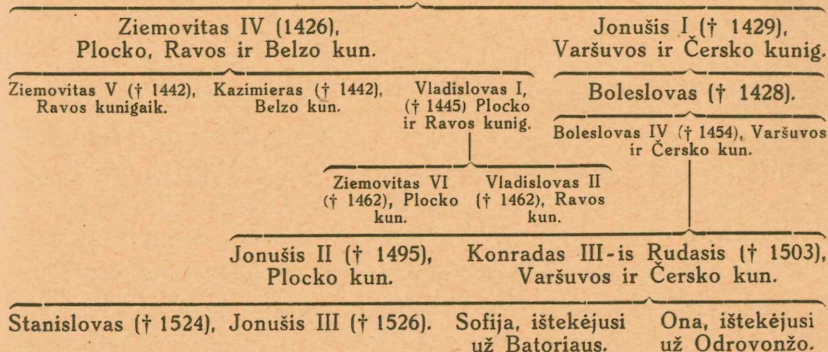 Ziemovitas IV (1426),
Plocko, Ravos ir Belzo kun.
Jonušis I († 1429),
Varšuvos ir Čersko kunig.
Ziemovitas V († 1442),
Ravos kunigaik.
Kazimieras († 1442),
Belzo kun.
Vladislovas I,
(† 1445) Plocko
ir Ravos kunig.
Boleslovas († 1428).
Boleslovas IV († 1454), Varšuvos
ir Čersko kun.
Ziemovitas VI
(† 1462), Plocko
kun.
Vladislovas II
(† 1462), Ravos
kun.
Jonušis II († 1495),
Plocko kun.
Konradas III-is Rudasis († 1503),
Varšuvos ir Čersko kun.
Stanislovas († 1524), Jonušis III († 1526).
Sofija, ištekėjusi
už Batoriaus.
Ona, ištekėjusi
už Odrovonžo.